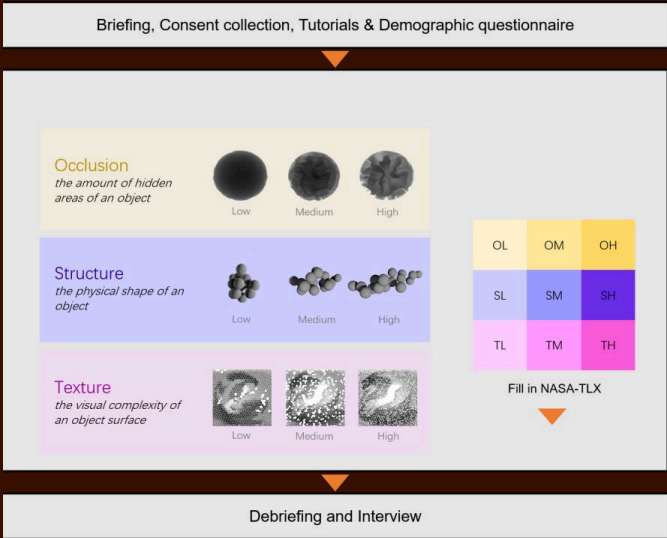 Briefing, Consent collection, Tutorials & Demographic questionnaire
Occlusion
the amount of hidden
areas of an object
Low
Medium
High
Structure
the physical shape of an
object
Low
Medium
High
Texture
the visual complexity of
an object surface
Low
Medium
High
OL OM OH
SL SM SH
TL TM TH
Fill in NASA-TLX
Debriefing and Interview